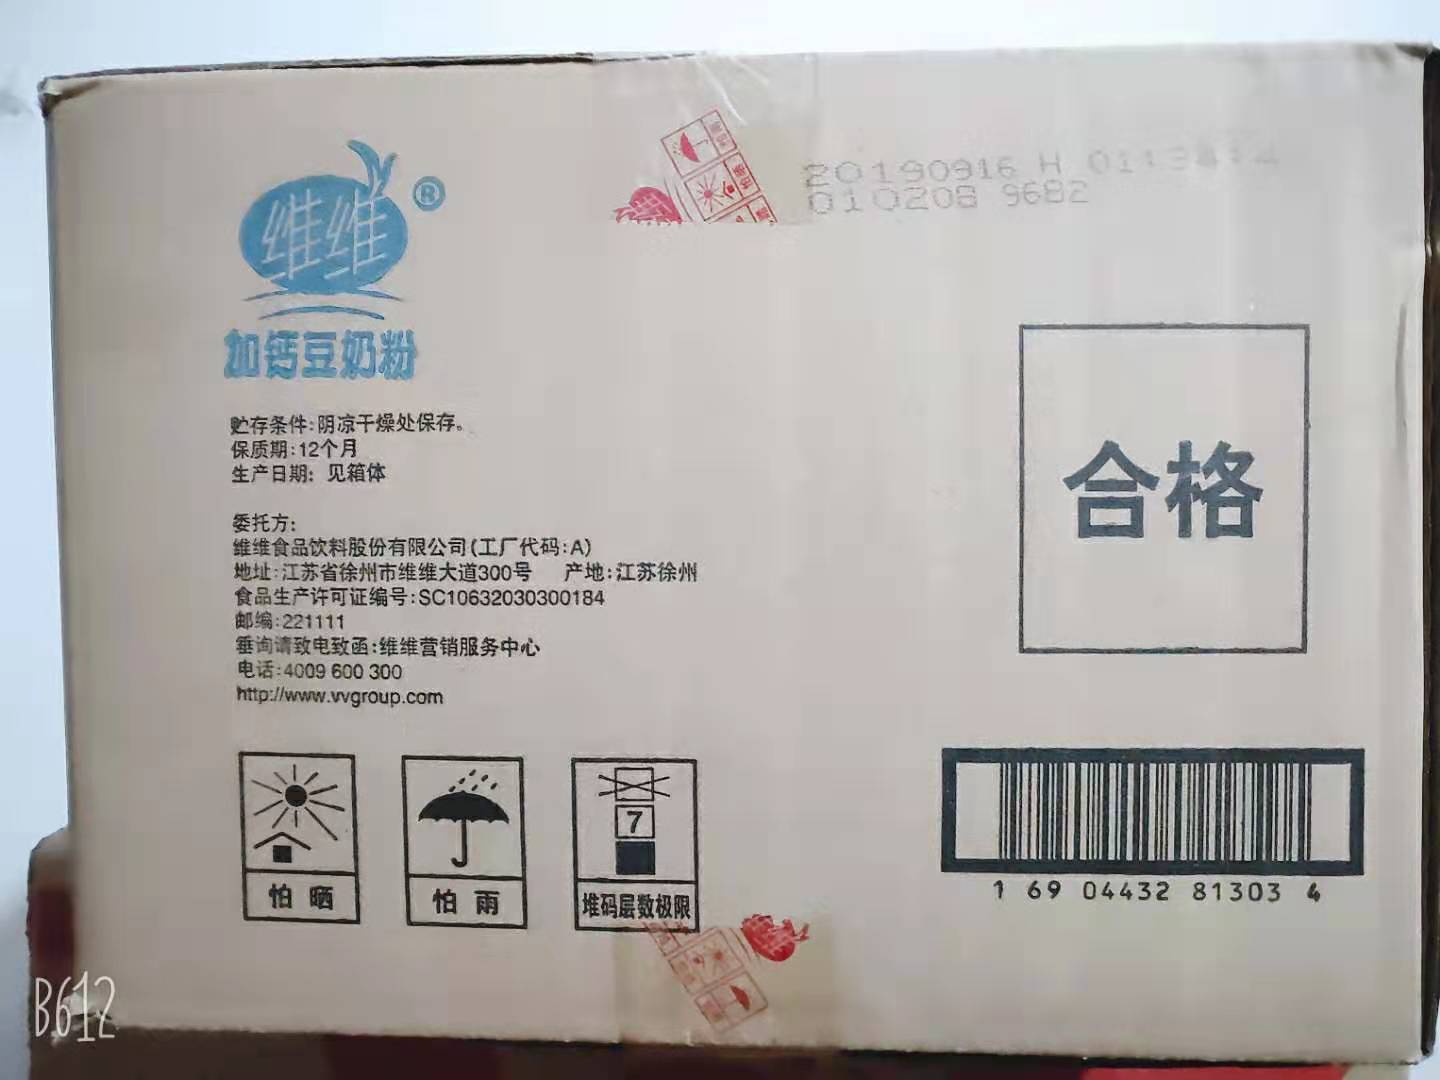 维维®
加钙豆奶粉
20190916 H
010208 9682
贮存条件:阴凉干燥处保存。
保质期:12个月
生产日期: 见箱体
委托方:
维维食品饮料股份有限公司(工厂代码:A)
地址:江苏省徐州市维维大道300号 产地:江苏徐州
食品生产许可证编号:SC10632030300184
邮编:221111
垂询请致电致函:维维营销服务中心
电话:4009 600 300
http://www.vvgroup.com
合格
7
怕晒
怕雨
堆码层数极限
1 69 04432 81303 4
B612